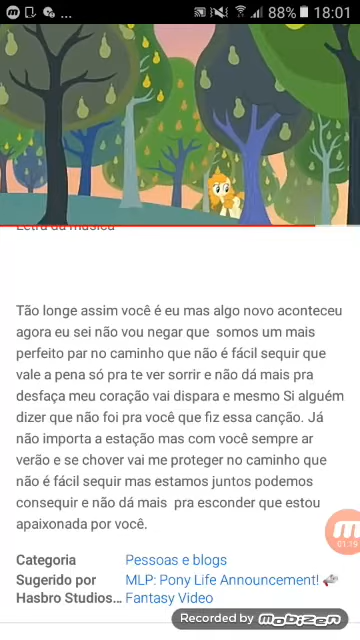 88% 18:01
Letra da música
Tão longe assim você é eu mas algo novo aconteceu
agora eu sei não vou negar que somos um mais
perfeito par no caminho que não é fácil sequir que
vale a pena só pra te ver sorrir e não dá mais pra
desfaça meu coração vai dispara e mesmo Si alguém
dizer que não foi pra você que fiz essa canção. Já
não importa a estação mas com você sempre ar
verão e se chover vai me proteger no caminho que
não é fácil sequir mas estamos juntos podemos
consequir e não dá mais pra esconder que estou
apaixonada por você.
Categoria Pessoas e blogs
Sugerido por MLP: Pony Life Announcement!
Hasbro Studios... Fantasy Video
1:19
Recorded by MOBIZEN